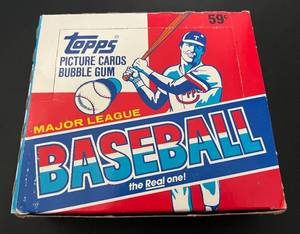 59¢
Topps®
PICTURE CARDS
BUBBLE GUM
T
MAJOR LEAGUE
BASEBALL
the Real one!